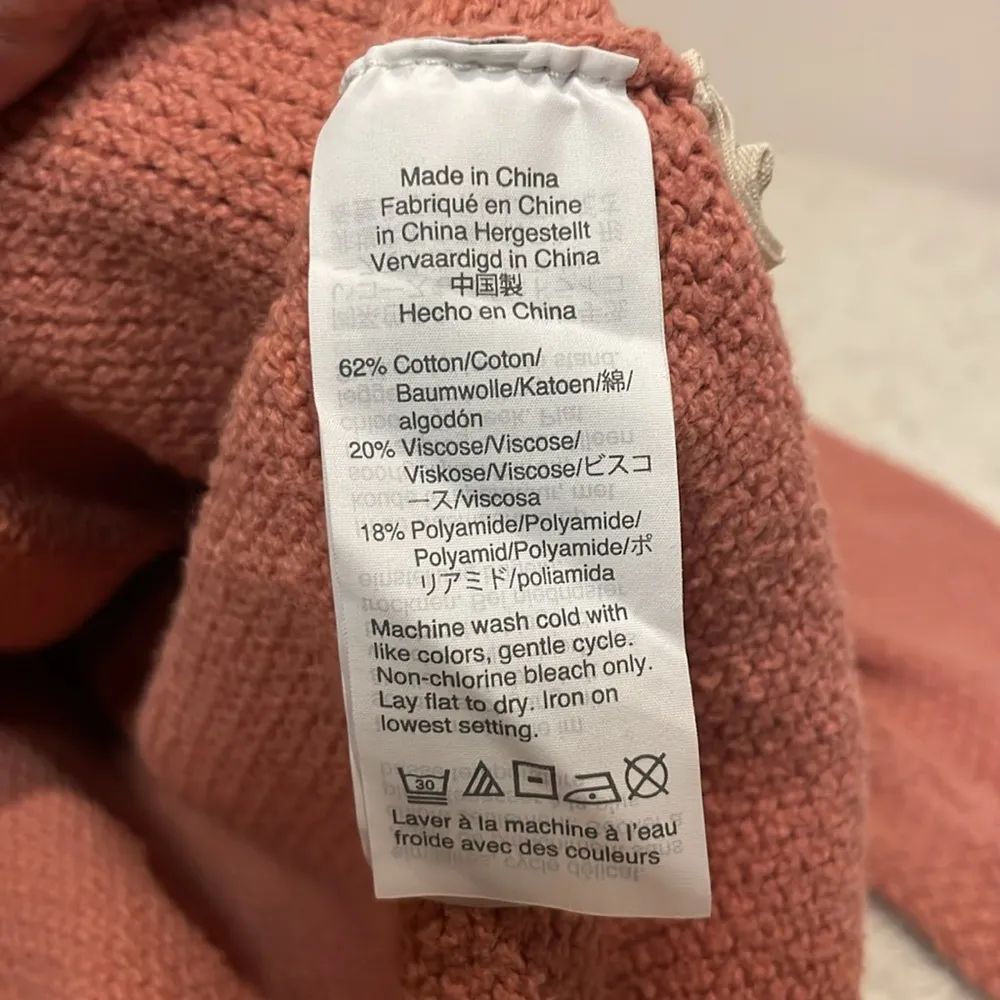 Made in China
Fabriqué en Chine
in China Hergestellt
Vervaardigd in China
中国製
Hecho en China
62% Cotton/Coton/
Baumwolle/Katoen/綿/
algodón
20% Viscose/Viscose/
Viskose/Viscose/ビスコ
ース/viscosa
18% Polyamide/Polyamide/
Polyamid/Polyamide/ポ
リアミド/poliamida
Machine wash cold with
like colors, gentle cycle.
Non-chlorine bleach only.
Lay flat to dry. Iron on
lowest setting.
30
Laver à la machine à l'eau
froide avec des couleurs